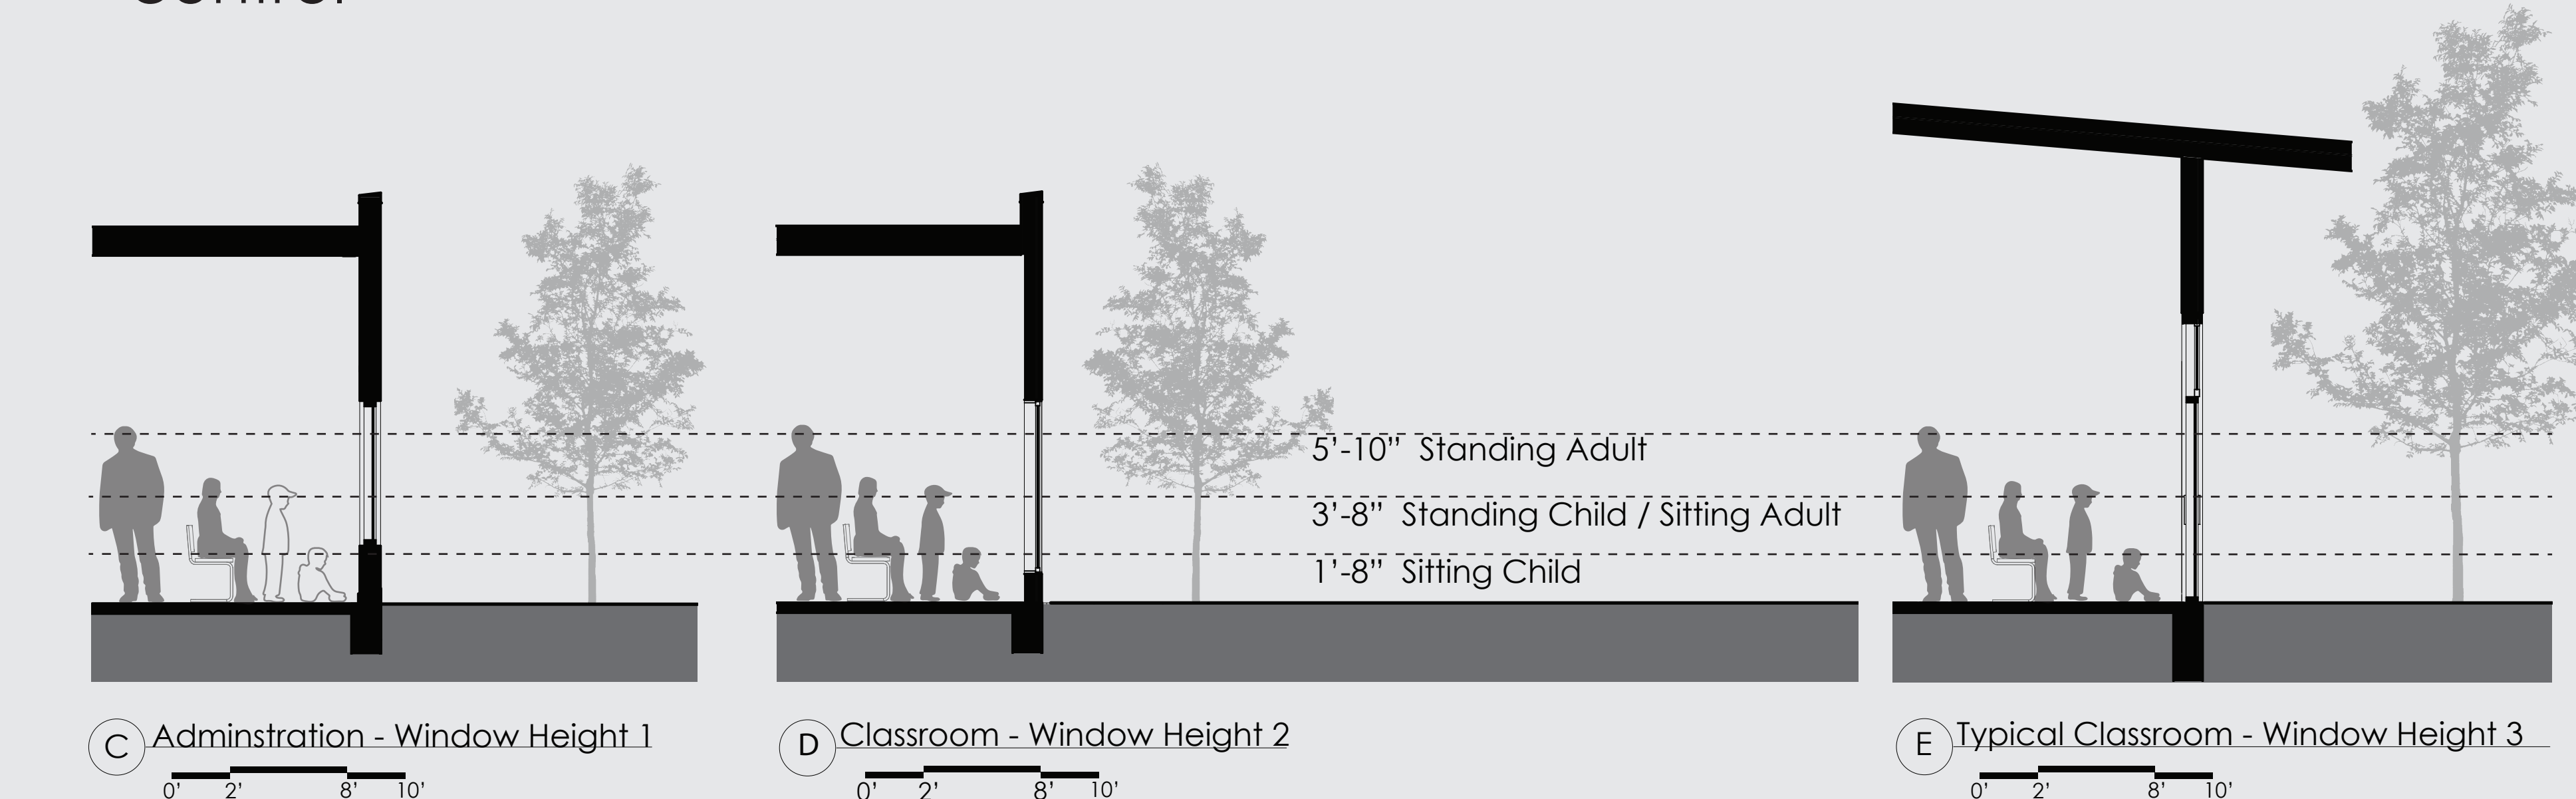 5’-10”  Standing Adult
3’-8”  Standing Child / Sitting Adult
1’-8”  Sitting Child
C Adminstration - Window Height 1
0’ 2’ 8’ 10’
D Classroom - Window Height 2
0’ 2’ 8’ 10’
E Typical Classroom - Window Height 3
0’ 2’ 8’ 10’